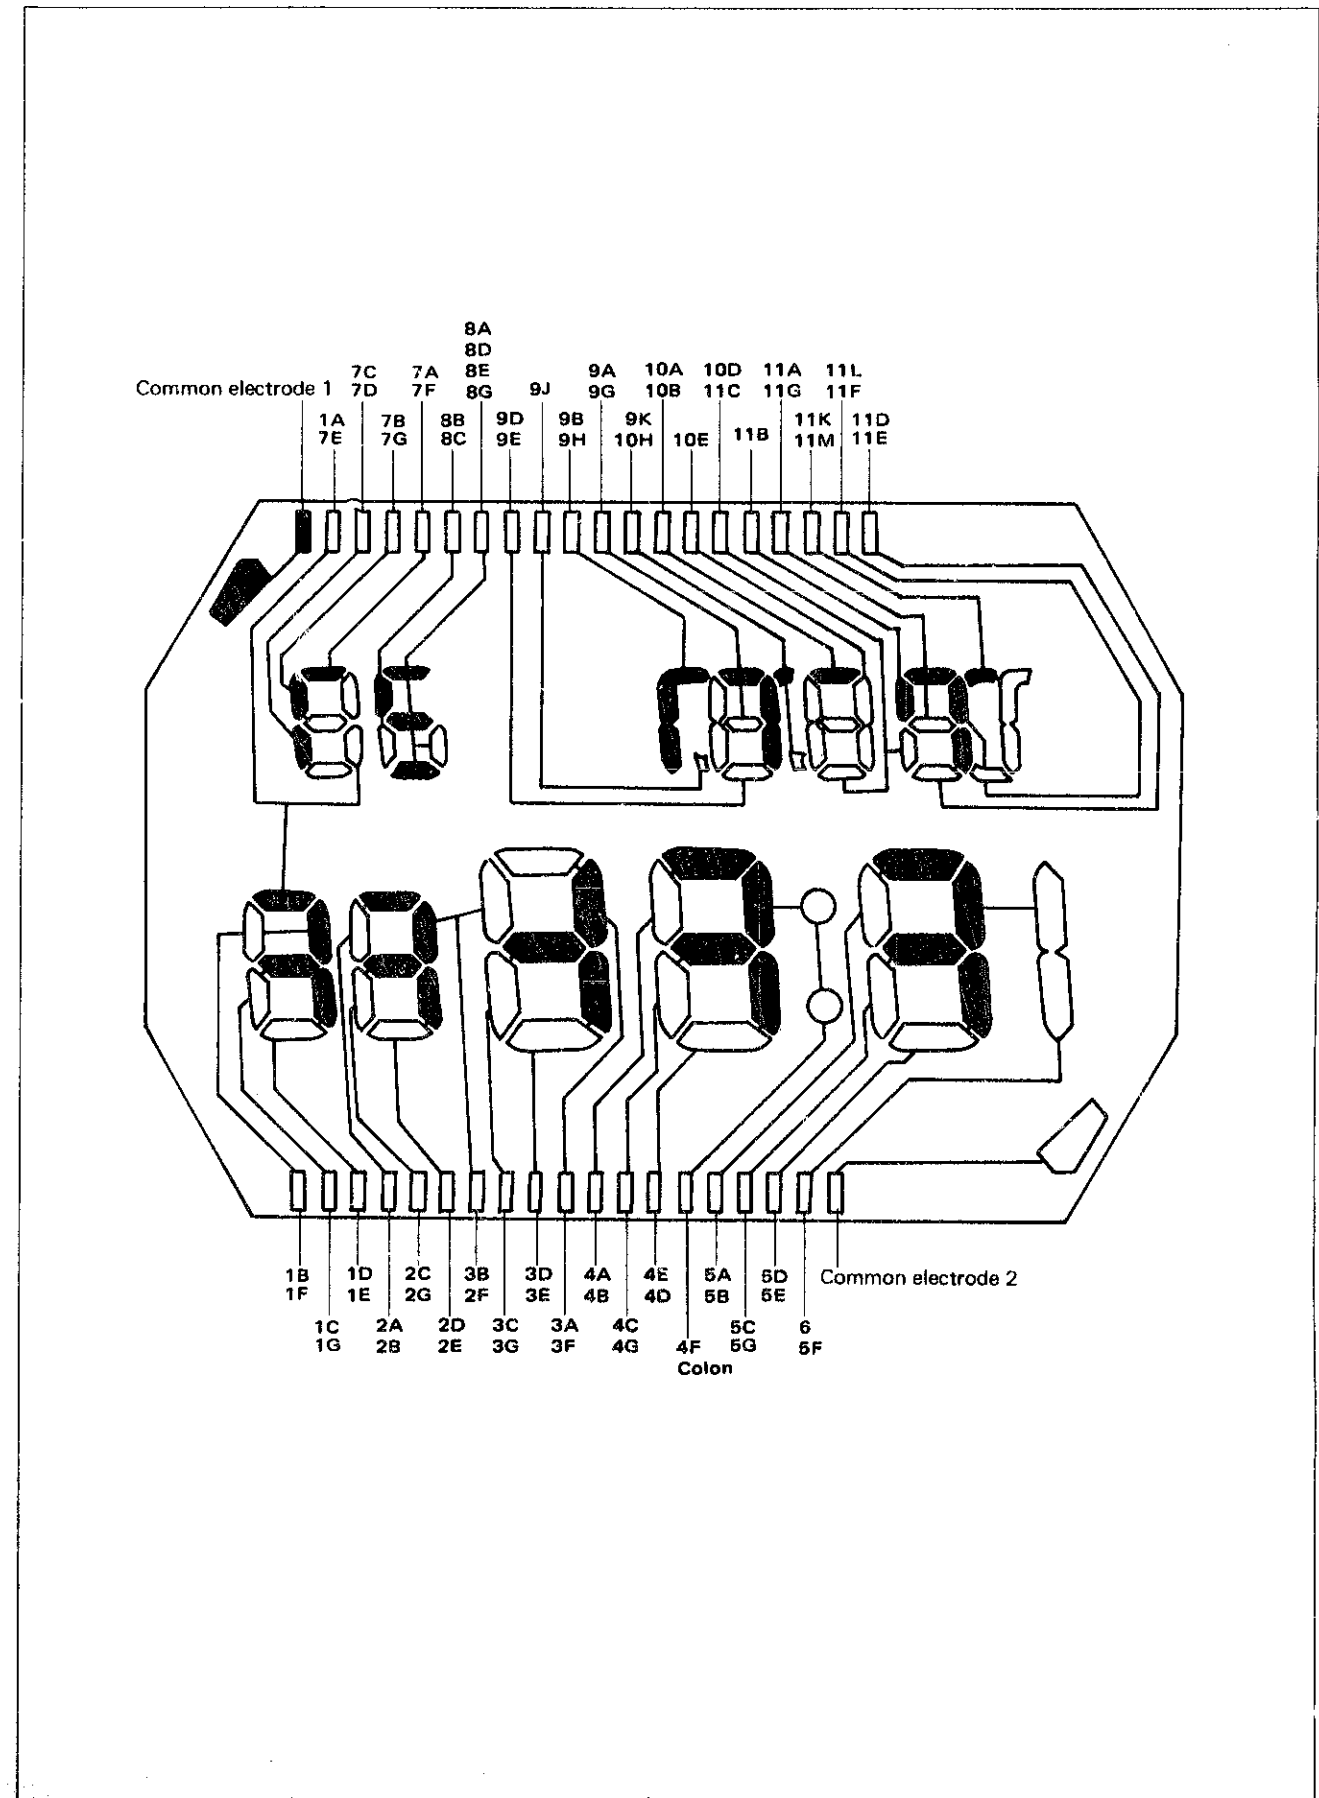 8A
8D
7C 7A 8E 9A 10A 10D 11A 11L
Common electrode 1 7D 7F 8G 9J 9G 10B 11C 11G 11F
1A 7B 8B 9D 9B 9K 11K 11D
7E 7G 8C 9E 9H 10H 10E 11B 11M 11E
1B 1D 2C 3B 3D 4A 4E 5A 5D Common electrode 2
1F 1E 2G 2F 3E 4B 4D 5B 5E
1C 2A 2D 3C 3A 4C 5C 6
1G 2B 2E 3G 3F 4G 4F 5G 5F
Colon